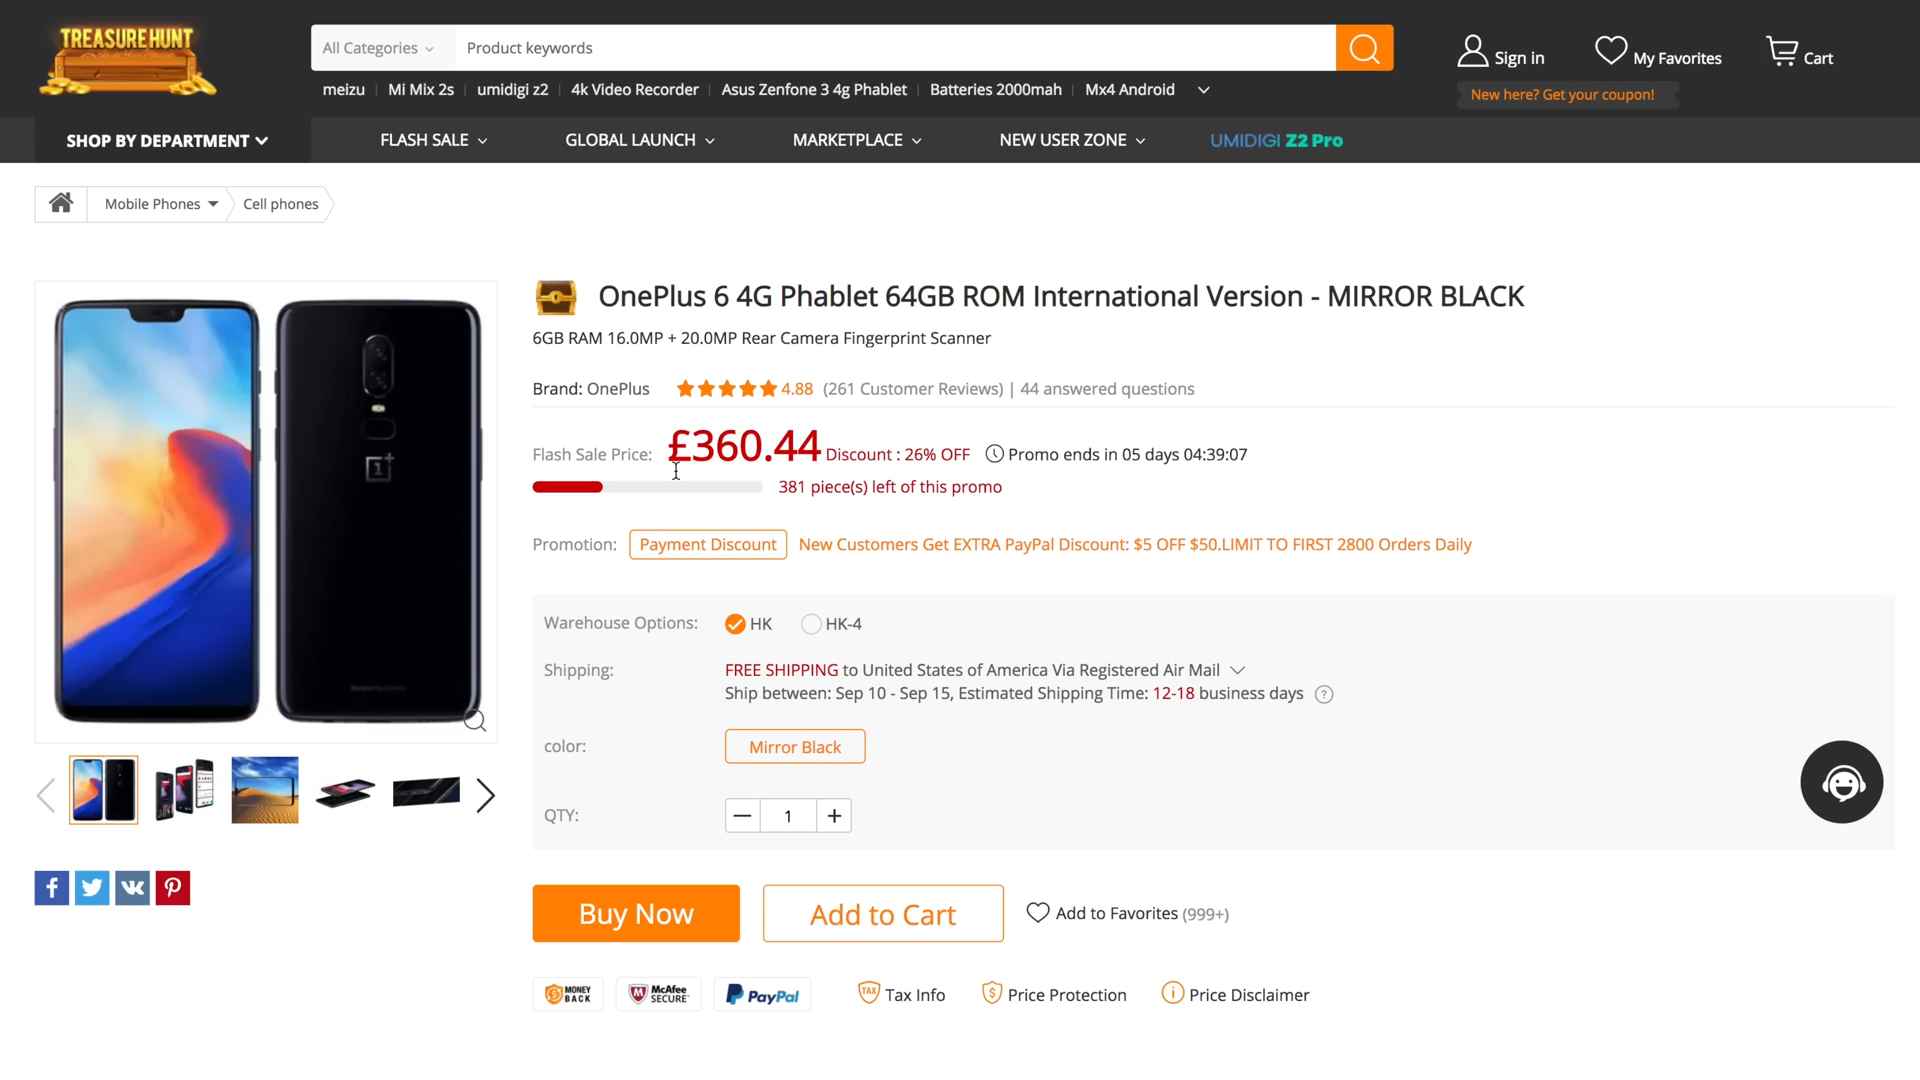 TREASURE HUNT
All Categories
Product keywords
Sign in
My Favorites
Cart
meizu
Mi Mix 2s
umidigi z2
4k Video Recorder
Asus Zenfone 3 4g Phablet
Batteries 2000mah
Mx4 Android
New here? Get your coupon!
SHOP BY DEPARTMENT
FLASH SALE
GLOBAL LAUNCH
MARKETPLACE
NEW USER ZONE
UMIDIGI Z2 Pro
Mobile Phones
Cell phones
OnePlus 6 4G Phablet 64GB ROM International Version - MIRROR BLACK
6GB RAM 16.0MP + 20.0MP Rear Camera Fingerprint Scanner
Brand: OnePlus 4.88 (261 Customer Reviews) | 44 answered questions
Flash Sale Price: £360.44 Discount : 26% OFF Promo ends in 05 days 04:39:07
381 piece(s) left of this promo
Promotion: Payment Discount New Customers Get EXTRA PayPal Discount: $5 OFF $50.LIMIT TO FIRST 2800 Orders Daily
Warehouse Options: HK HK-4
Shipping: FREE SHIPPING to United States of America Via Registered Air Mail
Ship between: Sep 10 - Sep 15, Estimated Shipping Time: 12-18 business days ?
color: Mirror Black
QTY: 1
Buy Now
Add to Cart
Add to Favorites (999+)
MONEY BACK
McAfee SECURE
PayPal
TAX Tax Info
Price Protection
Price Disclaimer